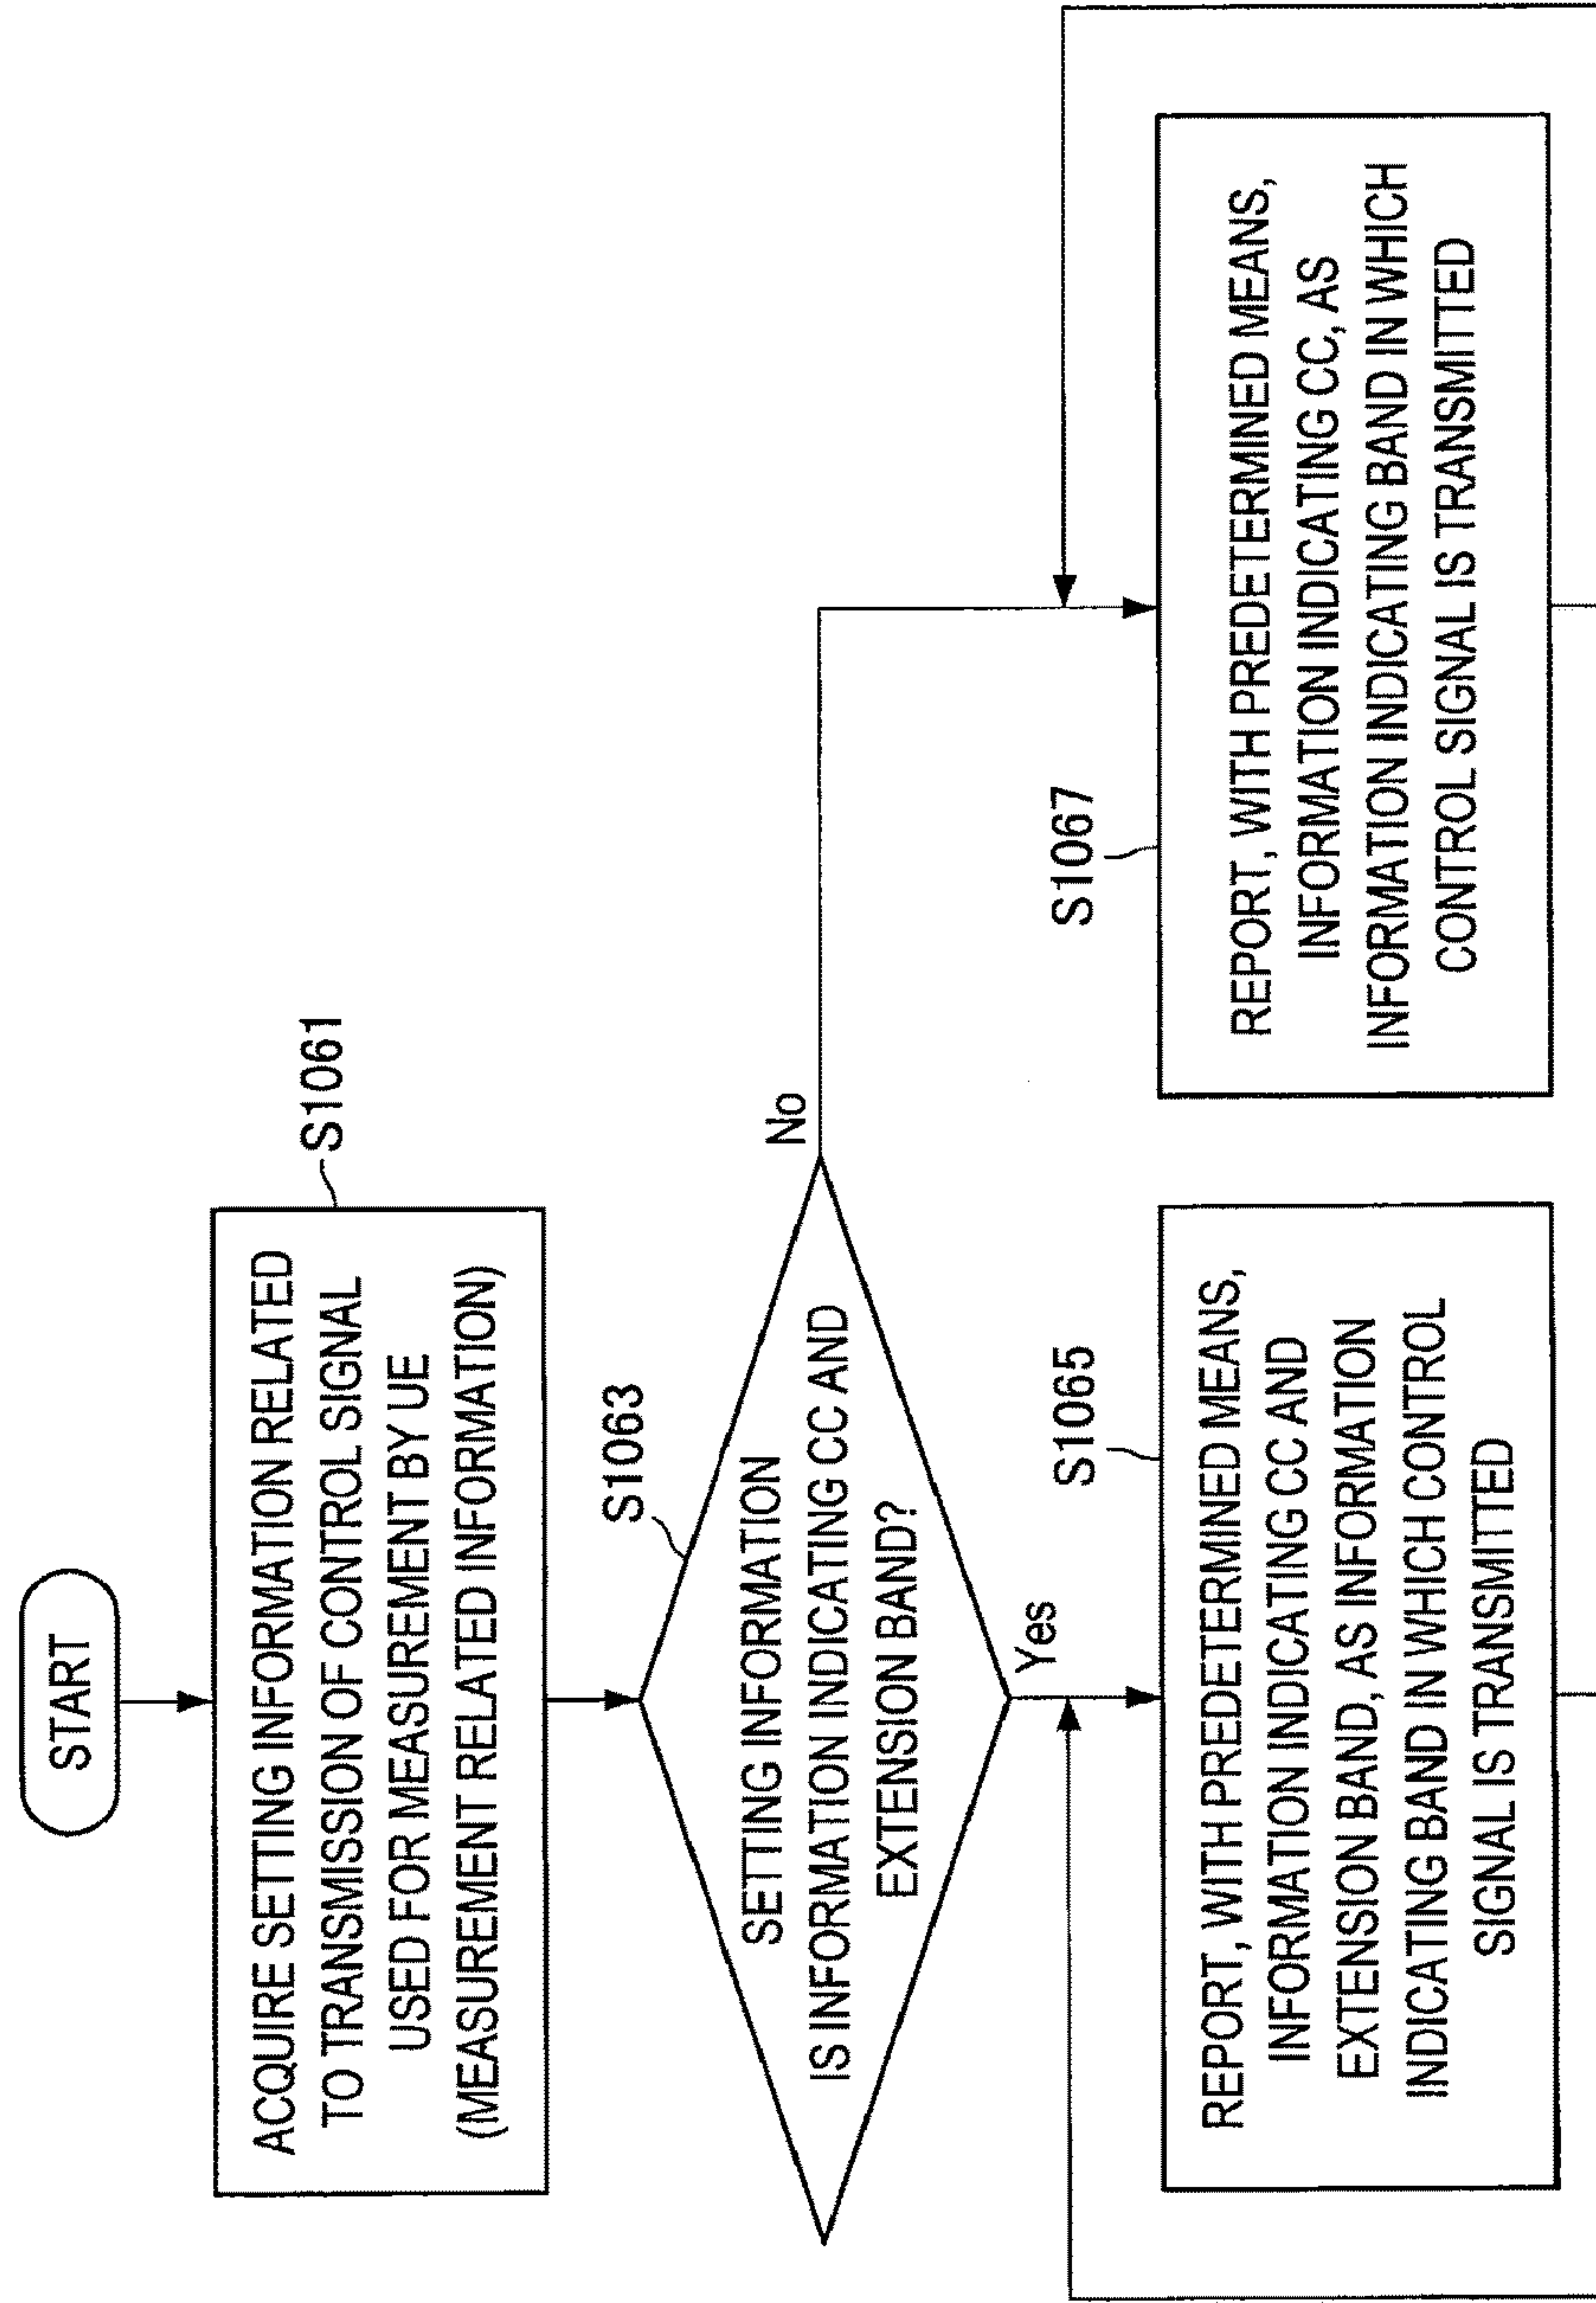 START
S1061
ACQUIRE SETTING INFORMATION RELATED
TO TRANSMISSION OF CONTROL SIGNAL
USED FOR MEASUREMENT BY UE
(MEASUREMENT RELATED INFORMATION)
S1063
SETTING INFORMATION
IS INFORMATION INDICATING CC AND
EXTENSION BAND?
No
Yes
S1065
REPORT, WITH PREDETERMINED MEANS,
INFORMATION INDICATING CC AND
EXTENSION BAND, AS INFORMATION
INDICATING BAND IN WHICH CONTROL
SIGNAL IS TRANSMITTED
S1067
REPORT, WITH PREDETERMINED MEANS,
INFORMATION INDICATING CC, AS
INFORMATION INDICATING BAND IN WHICH
CONTROL SIGNAL IS TRANSMITTED